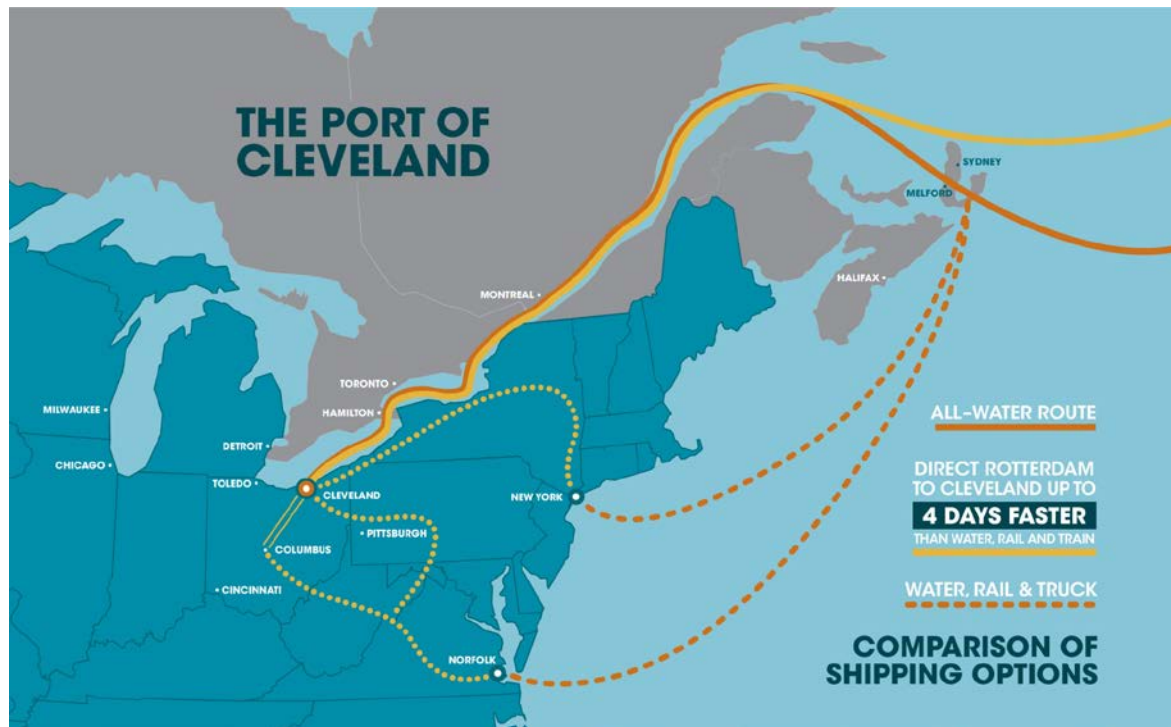 THE PORT OF
CLEVELAND
SYDNEY
MELFORD
HALIFAX
MONTREAL
TORONTO
HAMILTON
MILWAUKEE
DETROIT
CHICAGO
TOLEDO
CLEVELAND
NEW YORK
PITTSBURGH
COLUMBUS
CINCINNATI
NORFOLK
ALL-WATER ROUTE
DIRECT ROTTERDAM
TO CLEVELAND UP TO
4 DAYS FASTER
THAN WATER, RAIL AND TRAIN
WATER, RAIL & TRUCK
COMPARISON OF
SHIPPING OPTIONS